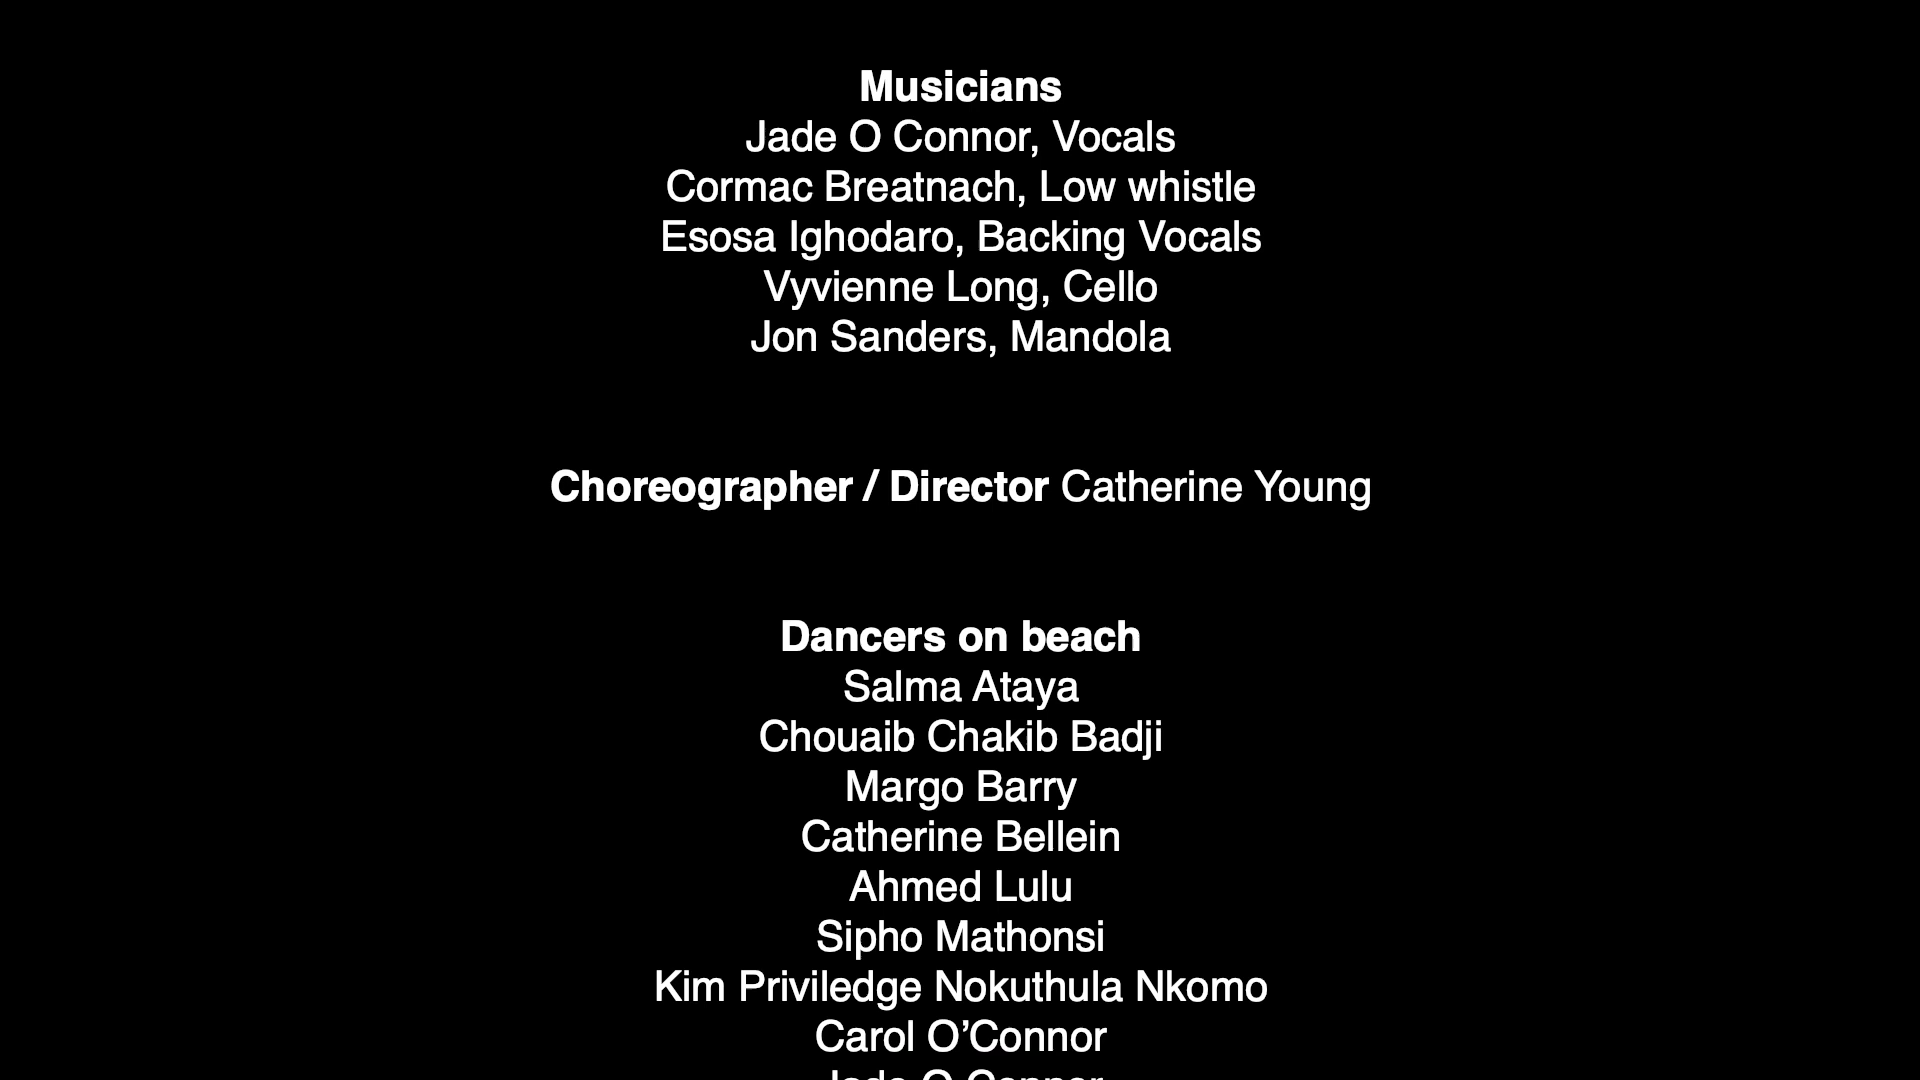 Musicians
Jade O Connor, Vocals
Cormac Breatnach, Low whistle
Esosa Ighodaro, Backing Vocals
Vyvienne Long, Cello
Jon Sanders, Mandola
Choreographer / Director Catherine Young
Dancers on beach
Salma Ataya
Chouaib Chakib Badji
Margo Barry
Catherine Bellein
Ahmed Lulu
Sipho Mathonsi
Kim Priviledge Nokuthula Nkomo
Carol O’Connor
Jade O Connor